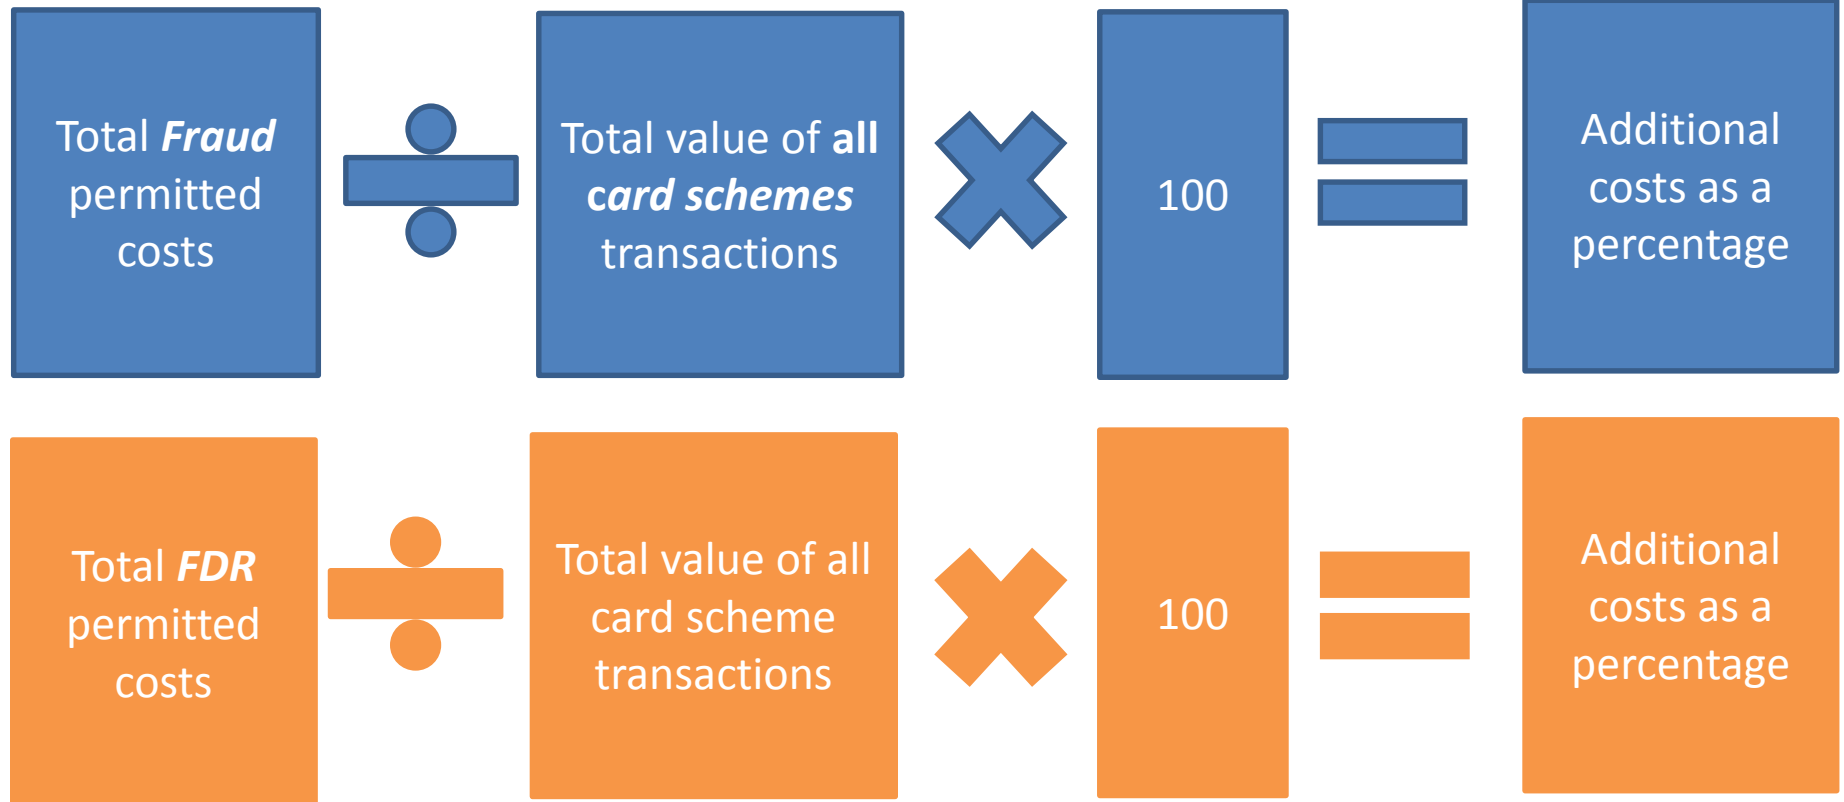 Total Fraud
permitted
costs
Total value of all
card schemes
transactions
100
Additional
costs as a
percentage
Total FDR
permitted
costs
Total value of all
card scheme
transactions
100
Additional
costs as a
percentage